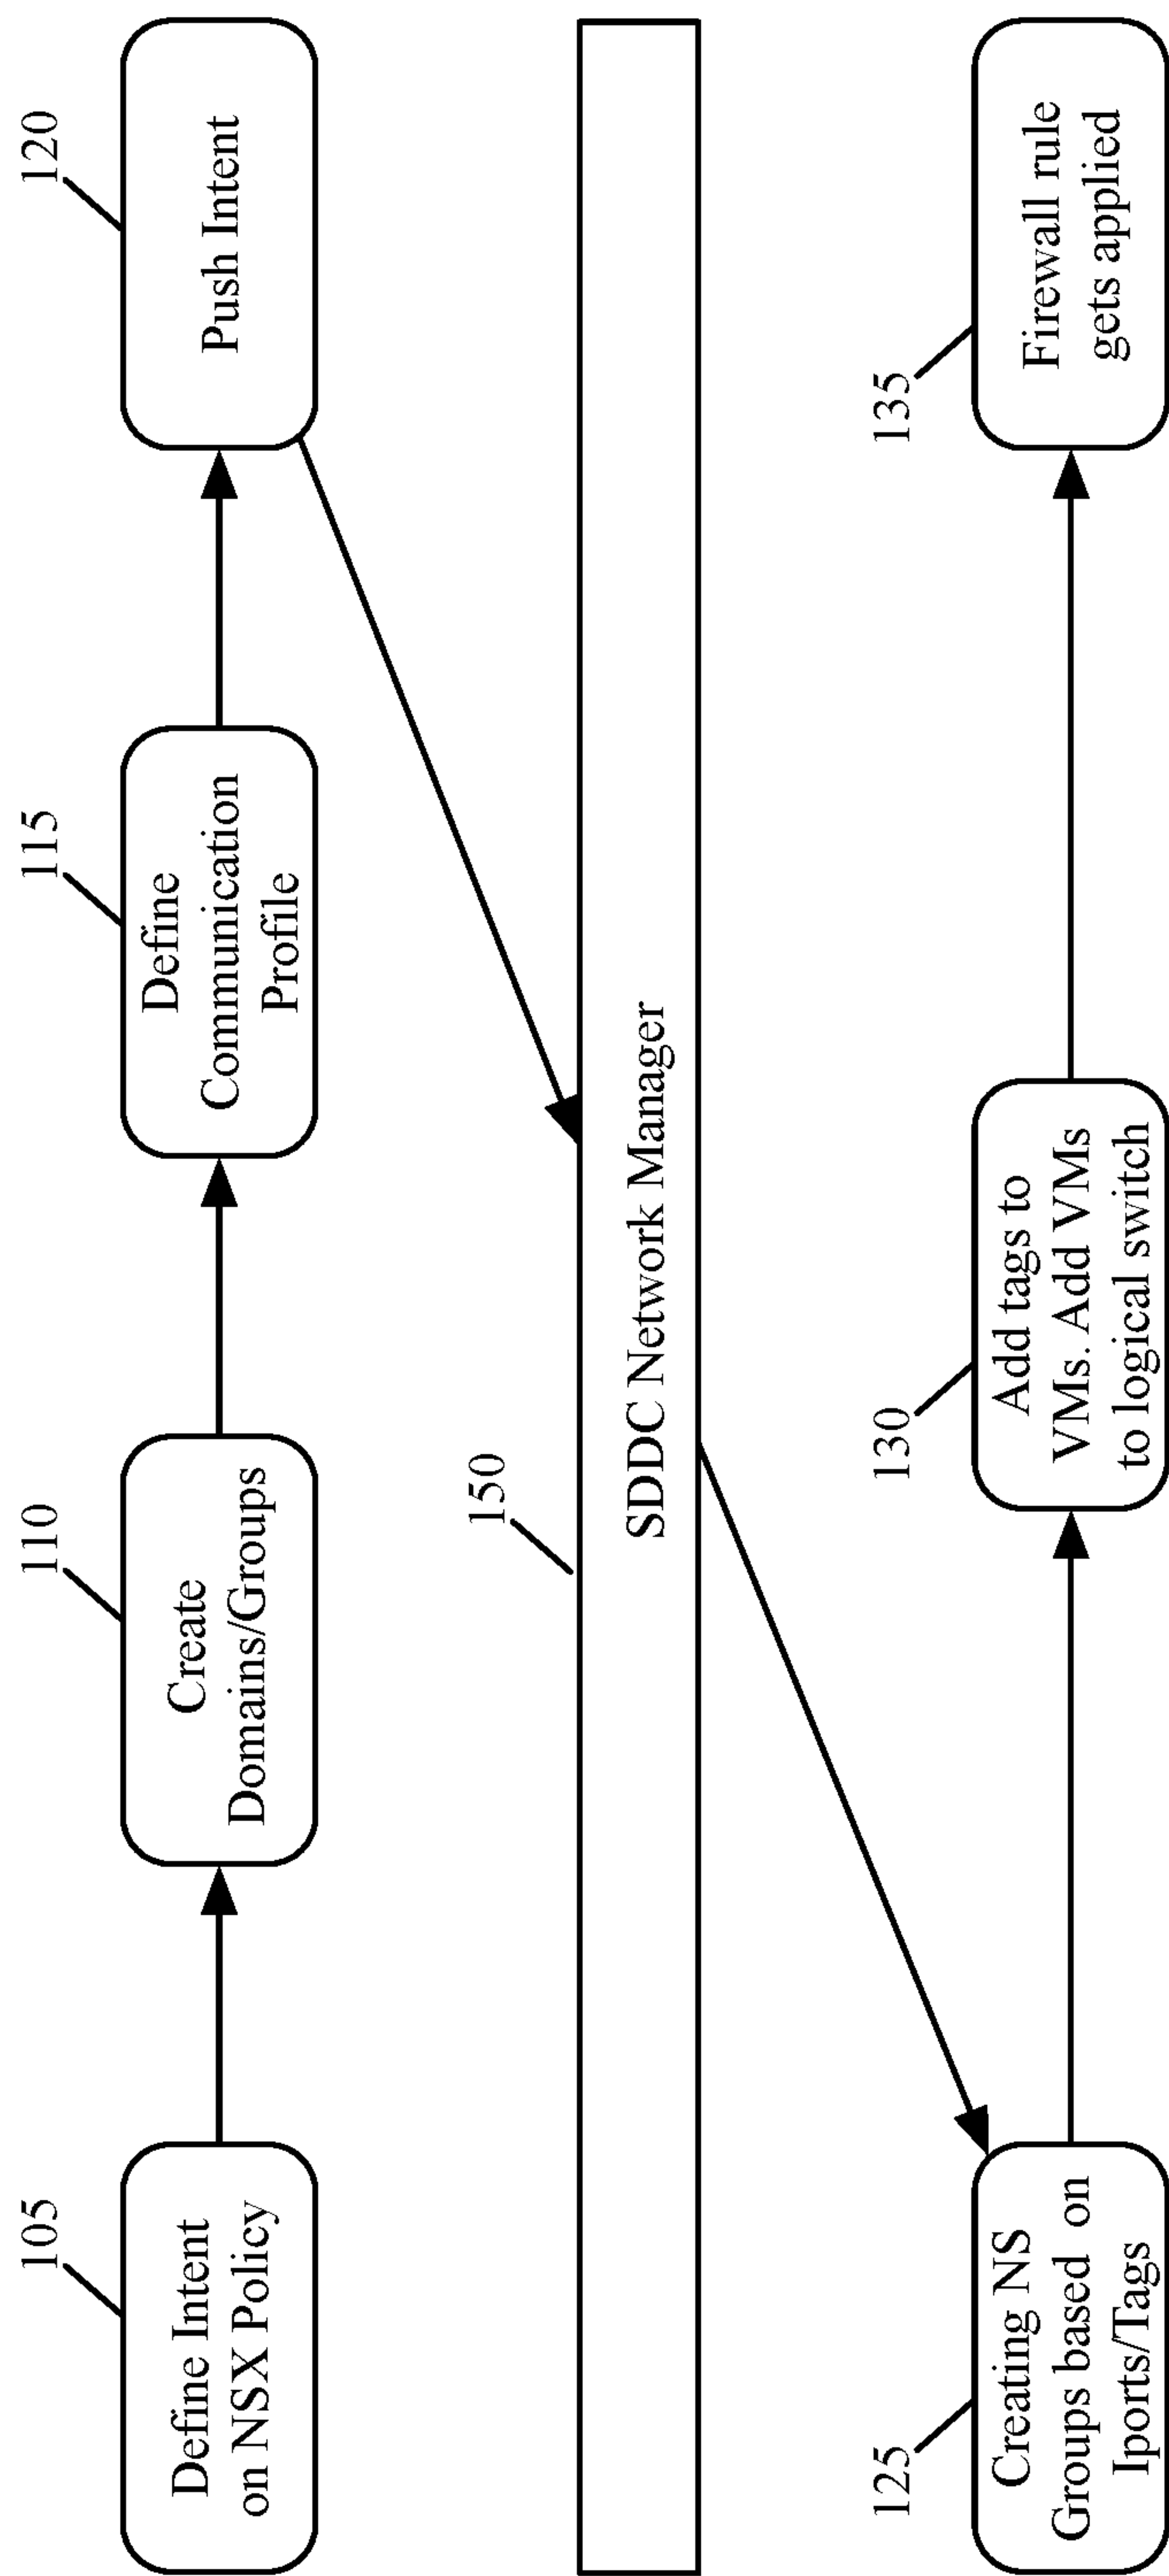 105
Define Intent
on NSX Policy
110
Create
Domains/Groups
115
Define
Communication
Profile
120
Push Intent
150
SDDC Network Manager
125
Creating NS
Groups based on
Iports/Tags
130
Add tags to
VMs. Add VMs
to logical switch
135
Firewall rule
gets applied